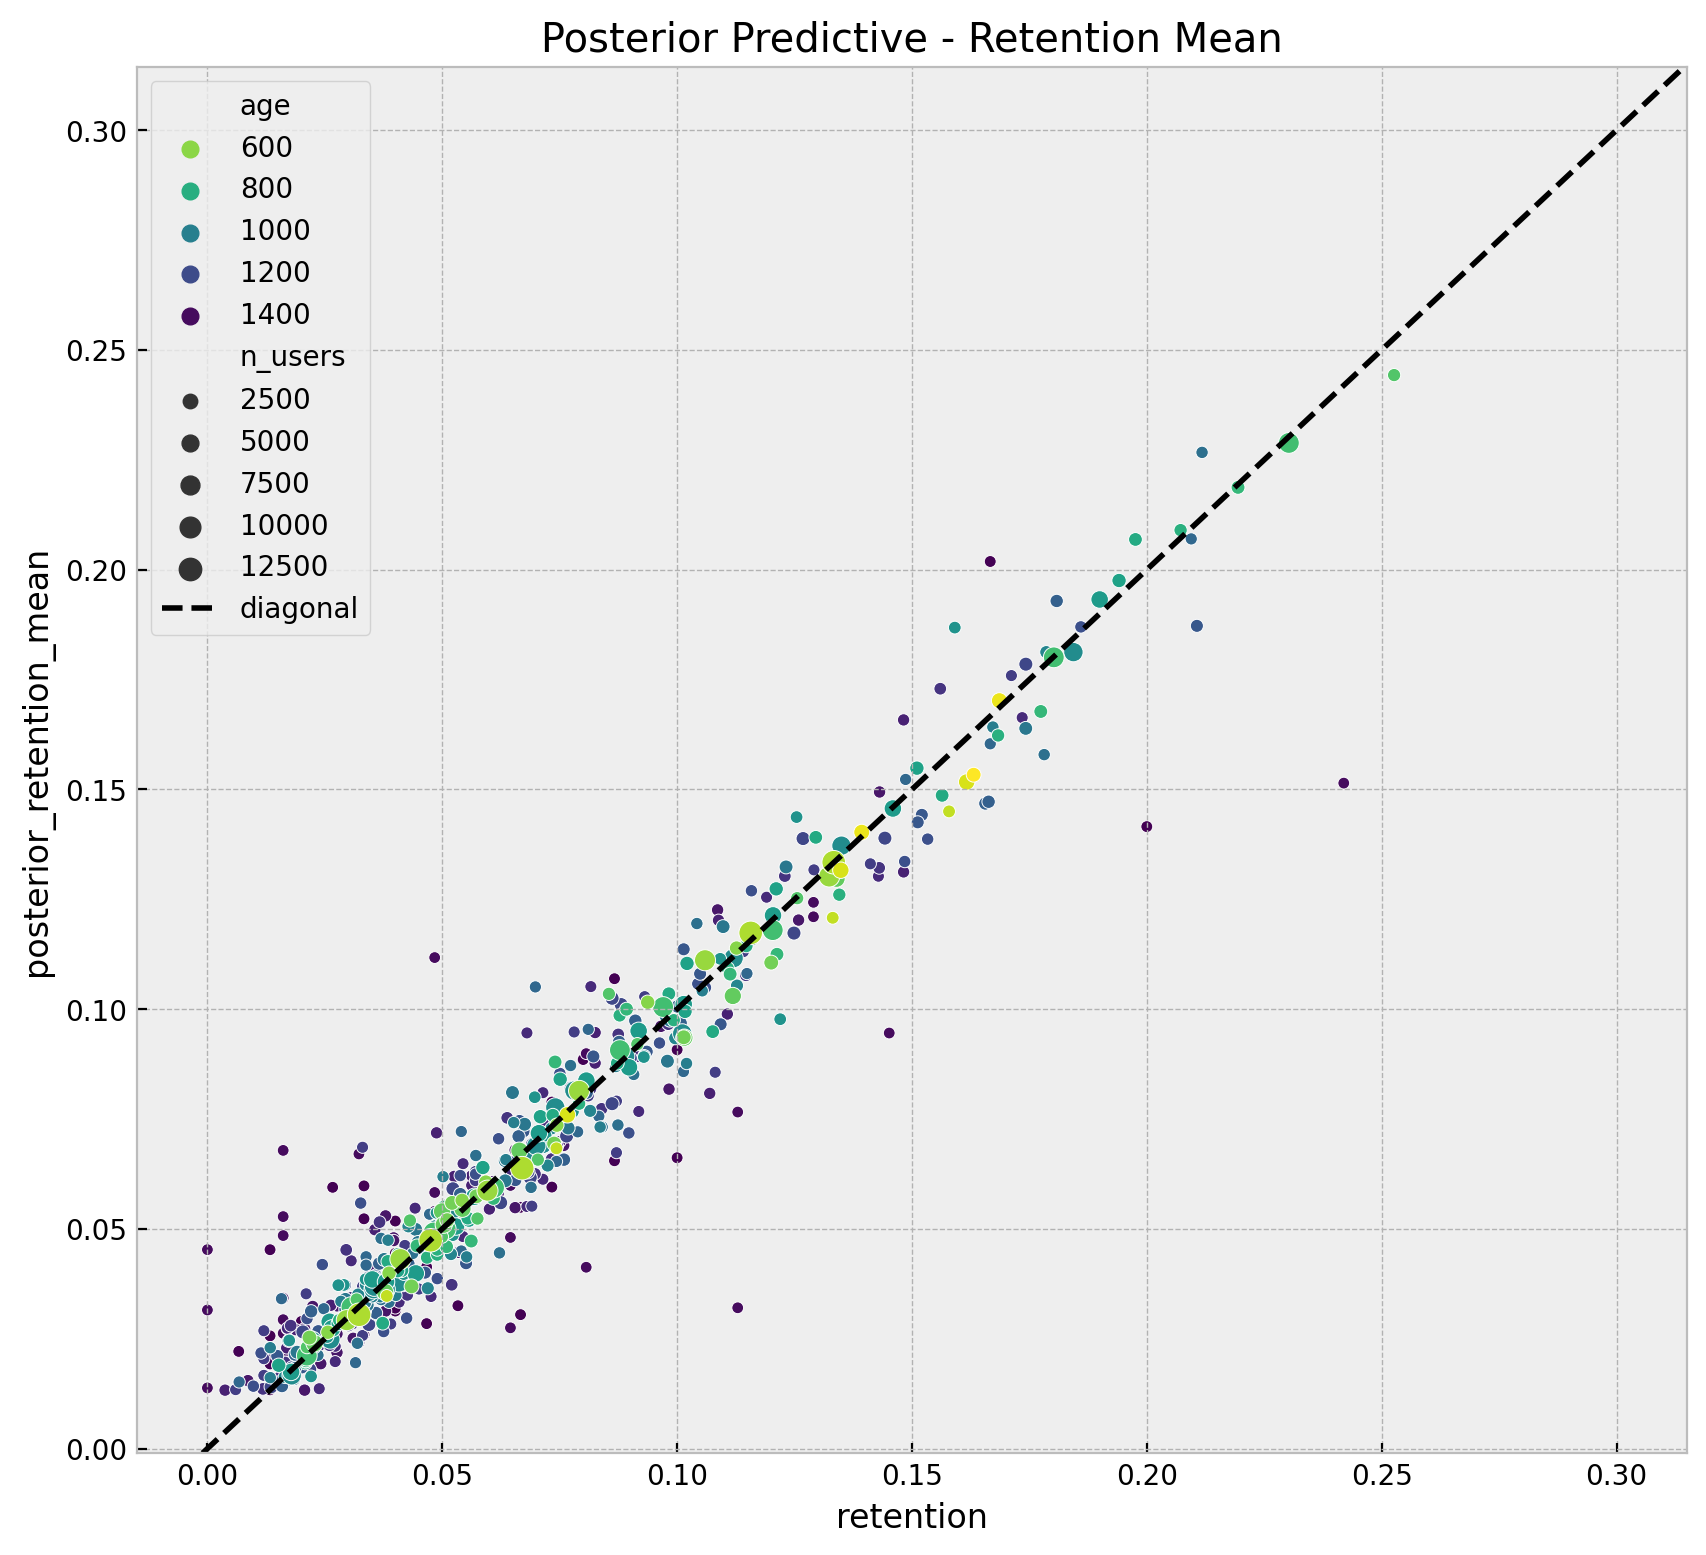 Posterior Predictive - Retention Mean
age
600
800
1000
1200
1400
n_users
2500
5000
7500
10000
12500
diagonal
0.30
0.25
0.20
0.15
0.10
0.05
0.00
posterior_retention_mean
0.00 0.05 0.10 0.15 0.20 0.25 0.30
retention